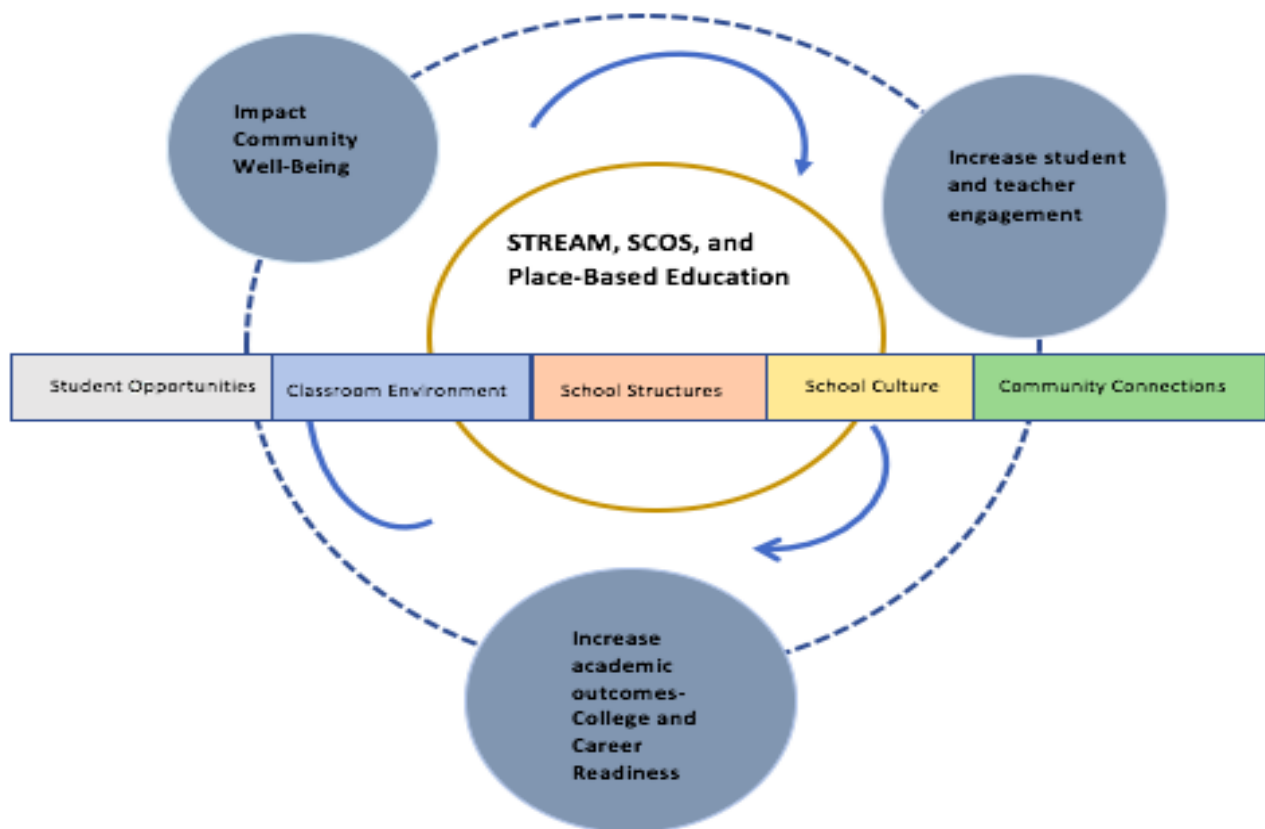 Impact
Community
Well-Being
Increase student
and teacher
engagement
STREAM, SCOS, and
Place-Based Education
Student Opportunities
Classroom Environment
School Structures
School Culture
Community Connections
Increase
academic
outcomes-
College and
Career
Readiness